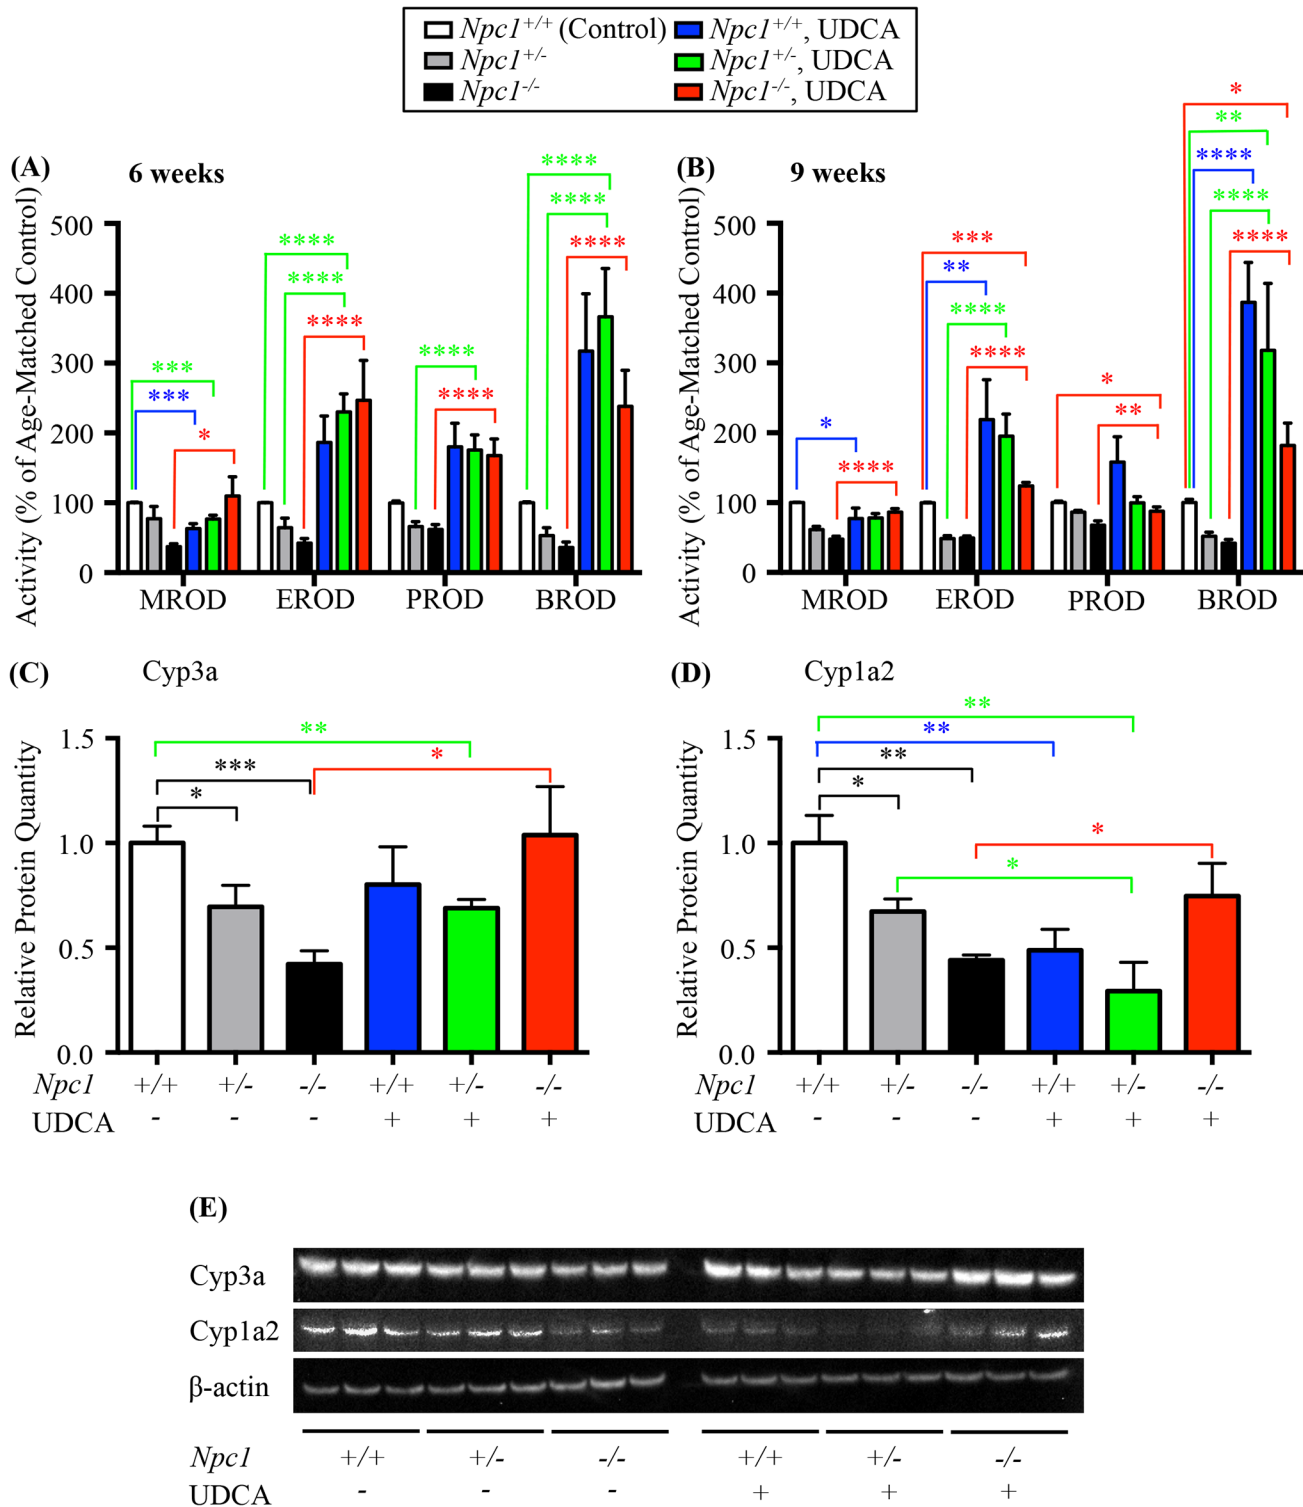 Npc1+/+ (Control) Npc1+/+, UDCA
Npc1+/- Npc1+/-, UDCA
Npc1-/- Npc1-/-, UDCA
(A) 6 weeks
Activity (% of Age-Matched Control)
500
400
300
200
100
0
*** *** *
**** **** ****
**** ****
**** **** ****
MROD EROD PROD BROD
(B) 9 weeks
Activity (% of Age-Matched Control)
500
400
300
200
100
0
* ****
*** ** **** ****
* **
* ** **** **** ****
MROD EROD PROD BROD
(C) Cyp3a
Relative Protein Quantity
1.5
1.0
0.5
0.0
** *** * *
Npc1 +/+ +/- -/- +/+ +/- -/-
UDCA - - - + + +
(D) Cyp1a2
Relative Protein Quantity
1.5
1.0
0.5
0.0
** ** ** * * *
Npc1 +/+ +/- -/- +/+ +/- -/-
UDCA - - - + + +
(E)
Cyp3a
Cyp1a2
β-actin
Npc1 +/+ +/- -/- +/+ +/- -/-
UDCA - - - + + +